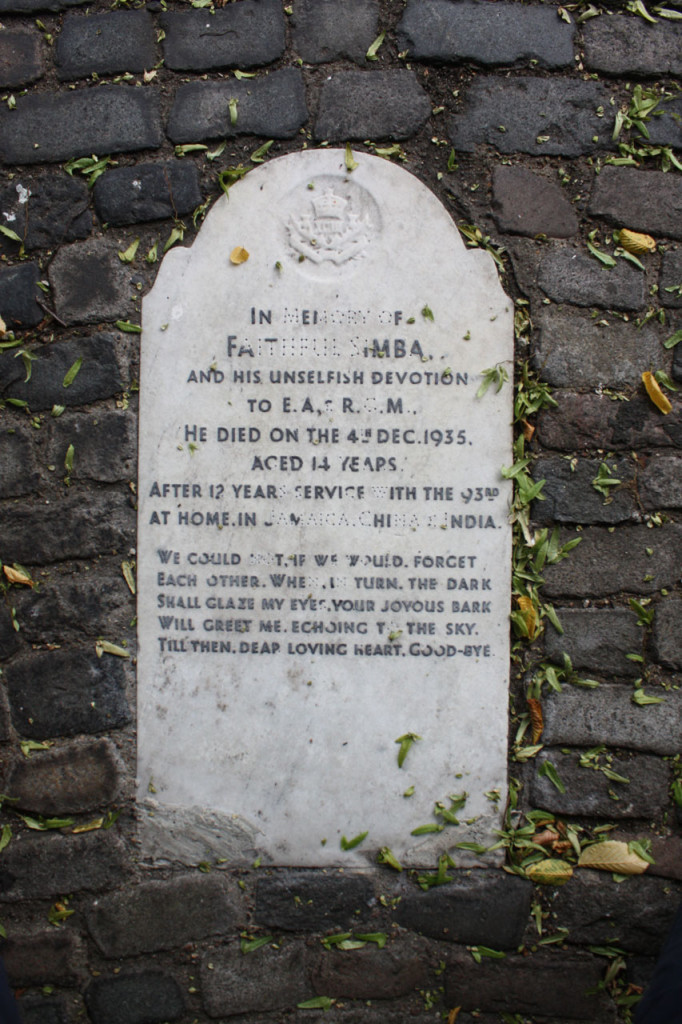 IN MEMORY OF
FAITHFUL SIMBA.
AND HIS UNSELFISH DEVOTION
TO E.A. & R.M.
HE DIED ON THE 4TH DEC. 1935.
AGED 14 YEARS.
AFTER 12 YEARS SERVICE WITH THE 93RD
AT HOME, IN JAMAICA, CHINA & INDIA.
WE COULD NOT, IF WE WOULD, FORGET
EACH OTHER. WHEN, IN TURN, THE DARK
SHALL GLAZE MY EYES, YOUR JOYOUS BARK
WILL GREET ME, ECHOING TO THE SKY.
TILL THEN, DEAR LOVING HEART, GOOD-BYE.